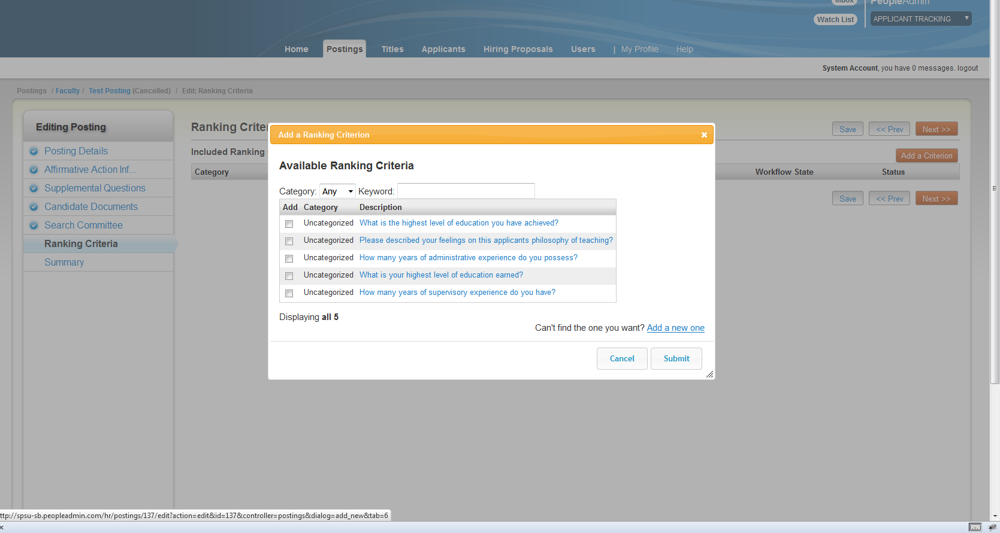 Inbox
PeopleAdmin
Watch List
APPLICANT TRACKING
Home Postings Titles Applicants Hiring Proposals Users | My Profile Help
System Account, you have 0 messages. logout
Postings / Faculty / Test Posting (Cancelled) / Edit: Ranking Criteria
Editing Posting
Posting Details
Affirmative Action Inf...
Supplemental Questions
Candidate Documents
Search Committee
Ranking Criteria
Summary
Ranking Crite
Save << Prev Next >>
Included Ranking
Add a Criterion
Category Workflow State Status
Save << Prev Next >>
Add a Ranking Criterion
Available Ranking Criteria
Category: Any Keyword:
Add Category Description
Uncategorized What is the highest level of education you have achieved?
Uncategorized Please described your feelings on this applicants philosophy of teaching?
Uncategorized How many years of administrative experience do you possess?
Uncategorized What is your highest level of education earned?
Uncategorized How many years of supervisory experience do you have?
Displaying all 5
Can't find the one you want? Add a new one
Cancel Submit
ttp://spsu-sb.peopleadmin.com/hr/postings/137/edit?action=edit&id=137&controller=postings&dialog=add_new&tab=6
x